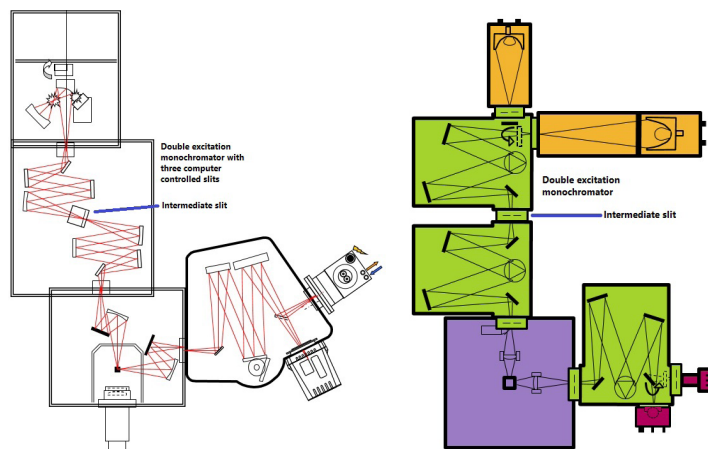 Double excitation
monochromator with
three computer
controlled slits
Intermediate slit
Double excitation
monochromator
Intermediate slit